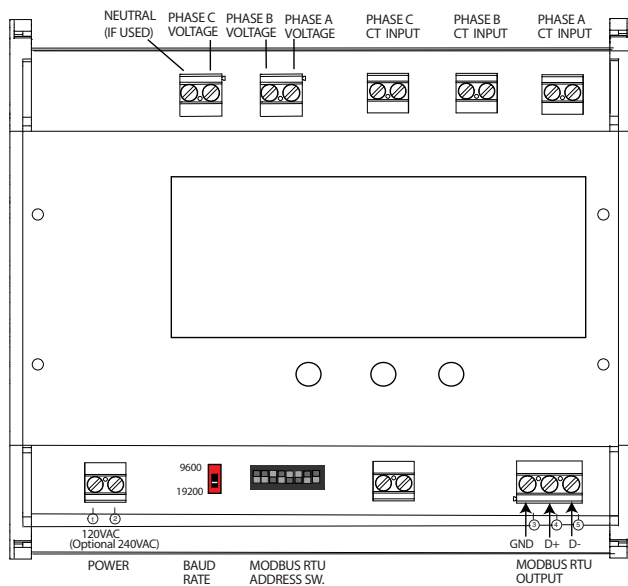 NEUTRAL
(IF USED)
PHASE C
VOLTAGE
PHASE B
VOLTAGE
PHASE A
VOLTAGE
PHASE C
CT INPUT
PHASE B
CT INPUT
PHASE A
CT INPUT
9600
19200
1 2
120VAC
(Optional 240VAC)
3 4 5
GND D+ D-
POWER
BAUD
RATE
MODBUS RTU
ADDRESS SW.
MODBUS RTU
OUTPUT